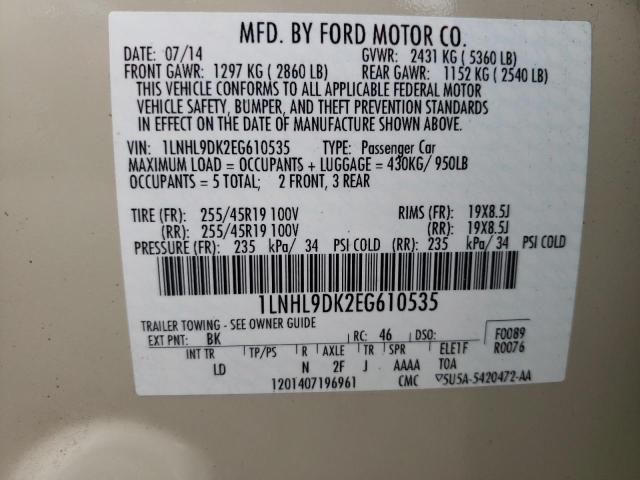 MFD. BY FORD MOTOR CO.
DATE: 07/14 GVWR: 2431 KG ( 5360 LB)
FRONT GAWR: 1297 KG ( 2860 LB) REAR GAWR: 1152 KG ( 2540 LB)
THIS VEHICLE CONFORMS TO ALL APPLICABLE FEDERAL MOTOR
VEHICLE SAFETY, BUMPER, AND THEFT PREVENTION STANDARDS
IN EFFECT ON THE DATE OF MANUFACTURE SHOWN ABOVE.
VIN: 1LNHL9DK2EG610535 TYPE: Passenger Car
MAXIMUM LOAD = OCCUPANTS + LUGGAGE = 430KG/ 950LB
OCCUPANTS = 5 TOTAL; 2 FRONT, 3 REAR
TIRE (FR): 255/45R19 100V RIMS (FR): 19X8.5J
(RR): 255/45R19 100V (RR): 19X8.5J
PRESSURE (FR): 235 kPa/ 34 PSI COLD (RR): 235 kPa/ 34 PSI COLD
1LNHL9DK2EG610535
TRAILER TOWING - SEE OWNER GUIDE
EXT PNT: BK RC: 46 DSO: F0089
INT TR TP/PS R AXLE TR SPR ELE1F R0076
LD N 2F J AAAA TOA
1201407196961 CMC ▽5U5A-5420472-AA